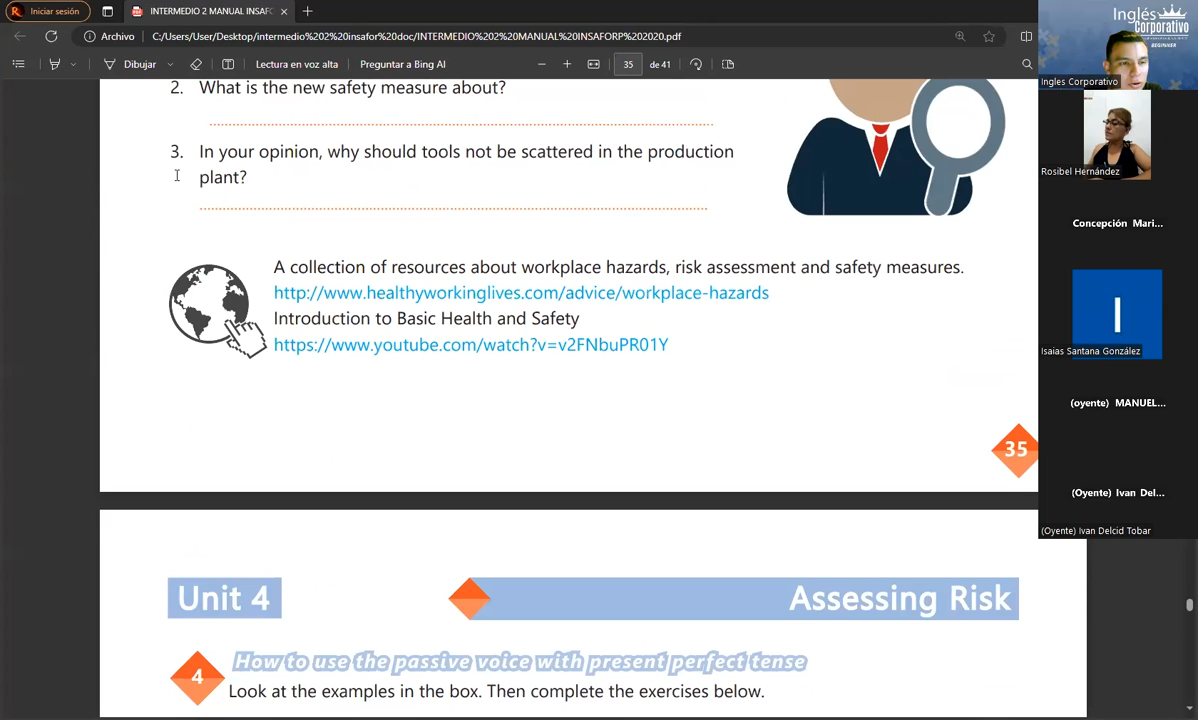 Iniciar sesión
INTERMEDIO 2 MANUAL INSAF
Archivo
C:/Users/User/Desktop/intermedio%202%20insafor%20doc/INTERMEDIO%202%20MANUAL%20INSAFORP%202020.pdf
Dibujar
Lectura en voz alta
Preguntar a Bing AI
35 de 41
2. What is the new safety measure about?
3. In your opinion, why should tools not be scattered in the production
plant?
A collection of resources about workplace hazards, risk assessment and safety measures.
http://www.healthyworkinglives.com/advice/workplace-hazards
Introduction to Basic Health and Safety
https://www.youtube.com/watch?v=v2FNbuPR01Y
35
Unit 4
Assessing Risk
4
How to use the passive voice with present perfect tense
Look at the examples in the box. Then complete the exercises below.
Inglés
Corporativo
BEGINNER
Ingles Corporativo
Rosibel Hernández
Concepción Mari...
I
Isaias Santana González
(oyente) MANUEL...
(Oyente) Ivan Del...
(Oyente) Ivan Delcid Tobar